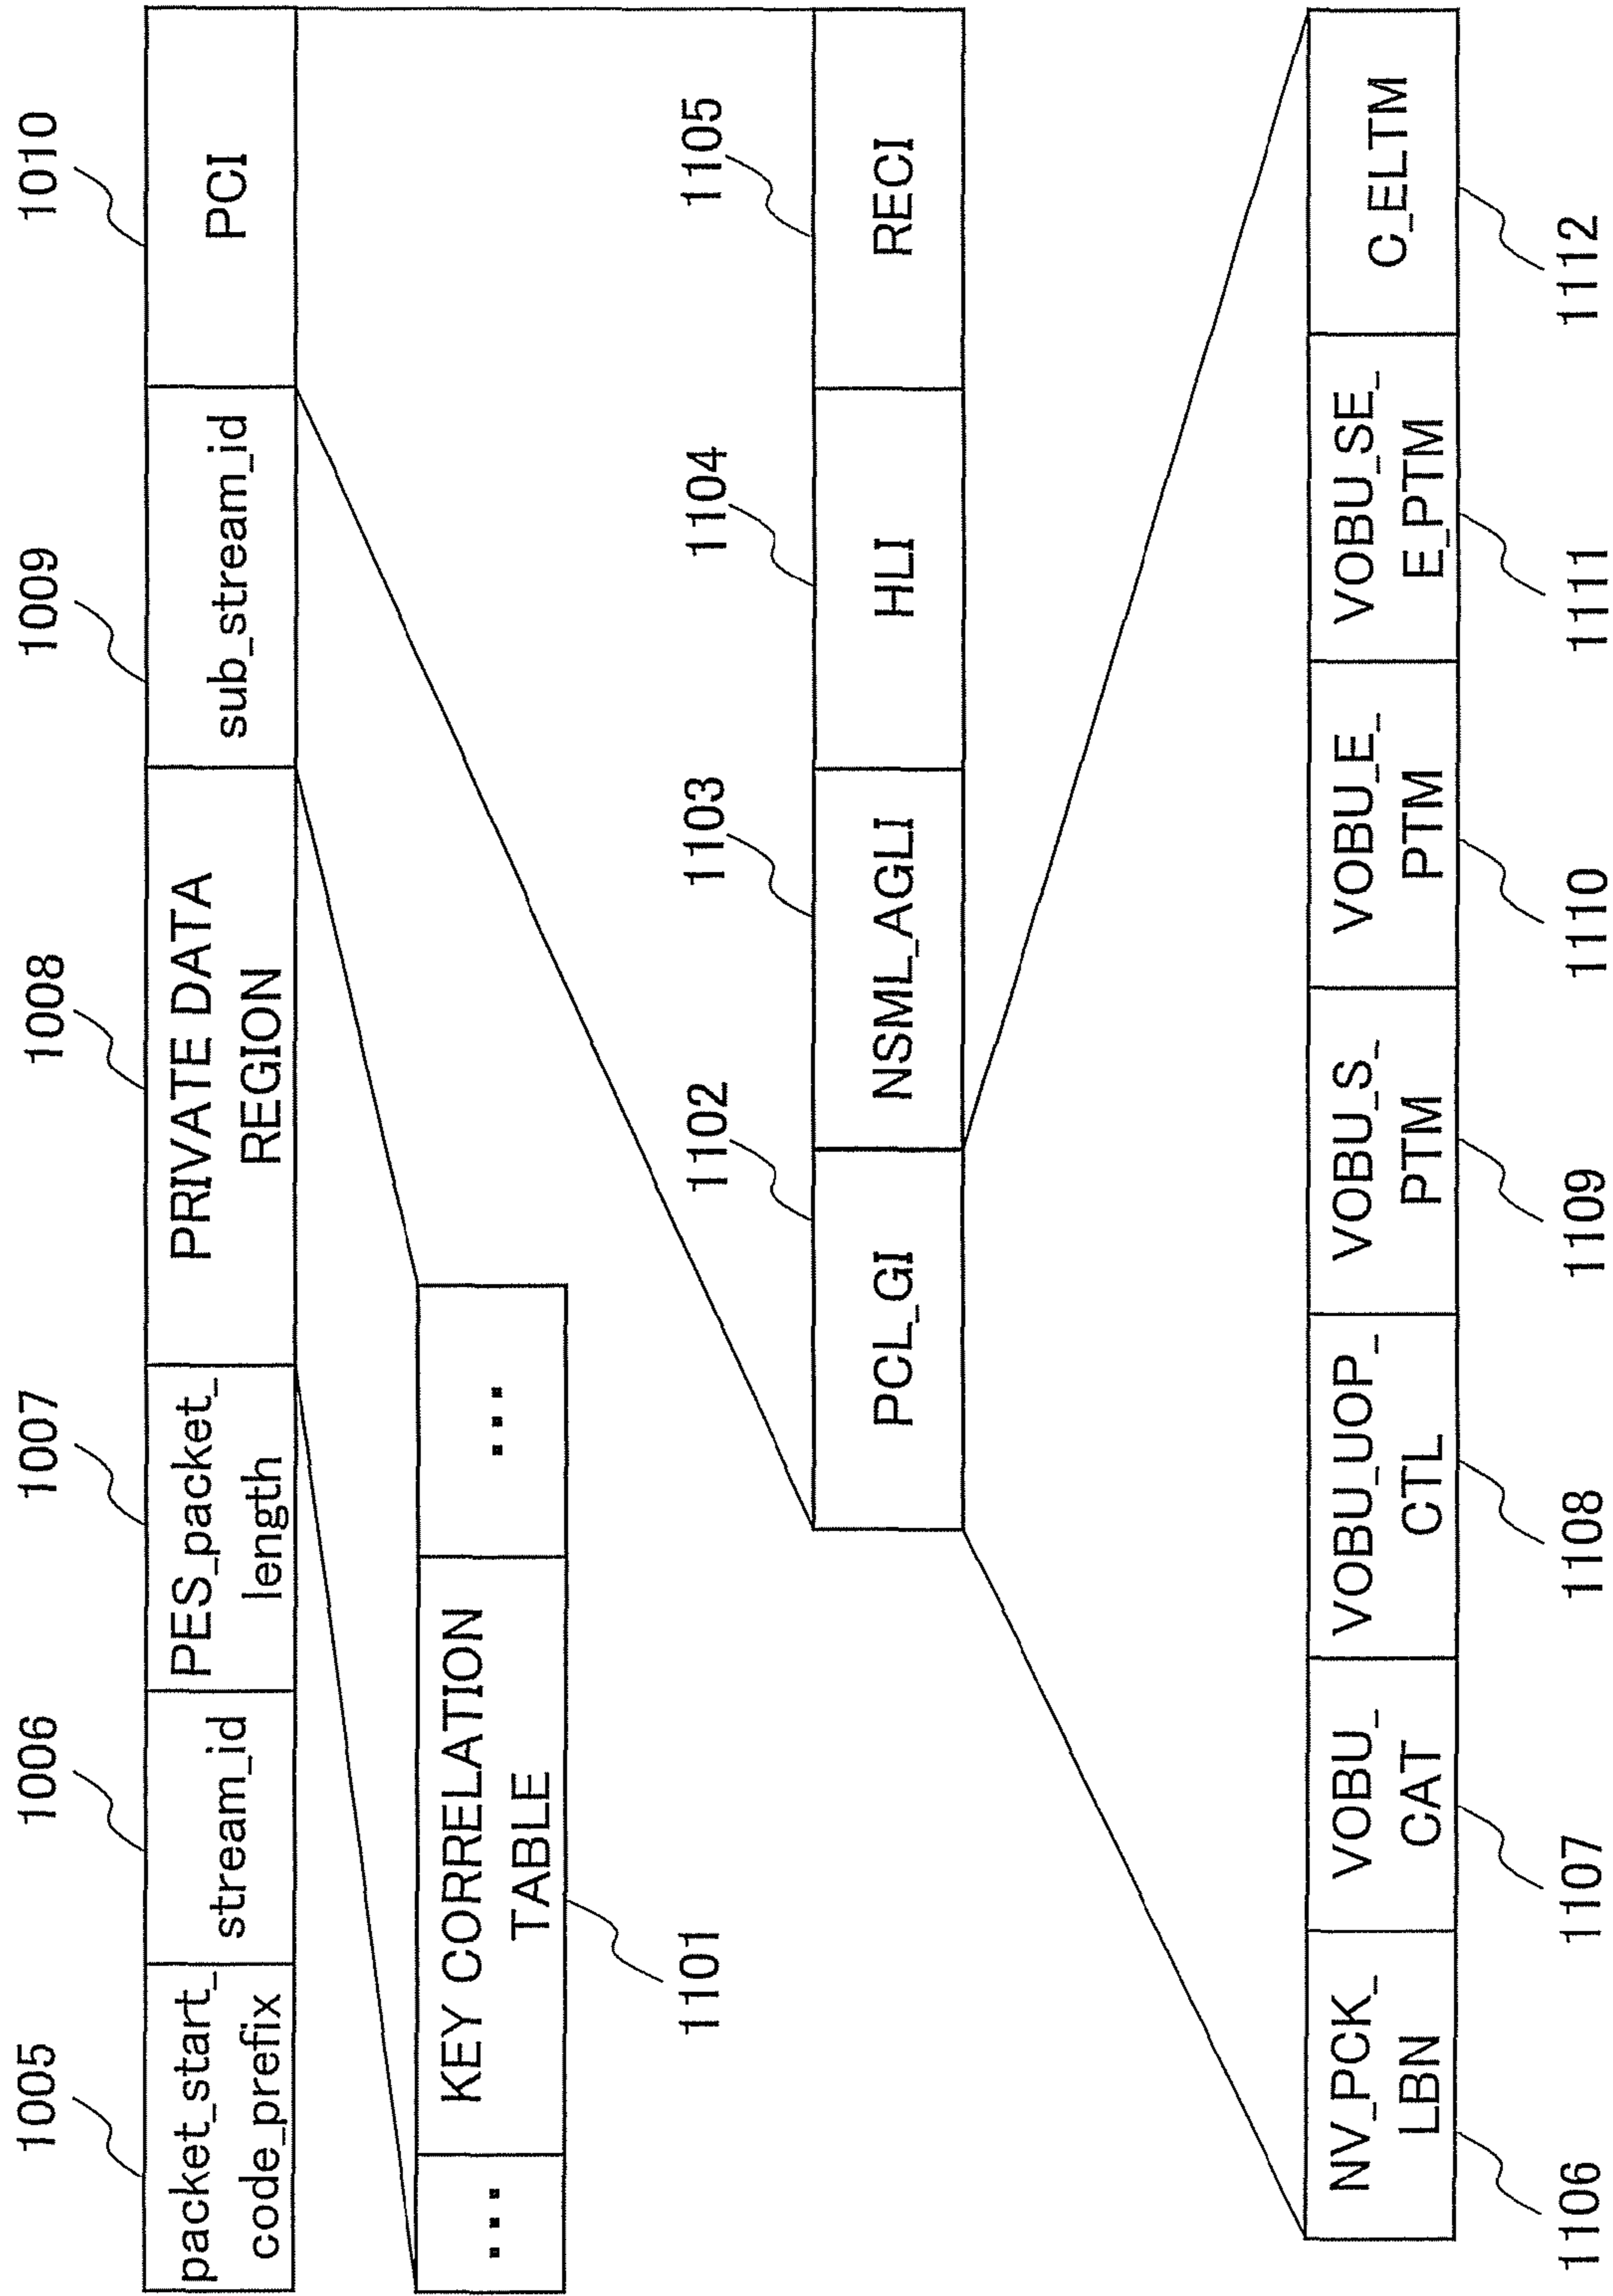 1005 1006 1007 1008 1009 1010
packet_start_
code_prefix
stream_id
PES_packet_
length
PRIVATE DATA
REGION
sub_stream_id
PCI
...
KEY CORRELATION
TABLE
...
1101
1102 1103 1104 1105
PCL_GI
NSML_AGLI
HLI
RECI
NV_PCK_
LBN
VOBU_
CAT
VOBU_UOP_
CTL
VOBU_S_
PTM
VOBU_E_
PTM
VOBU_SE_
E_PTM
C_ELTM
1106 1107 1108 1109 1110 1111 1112